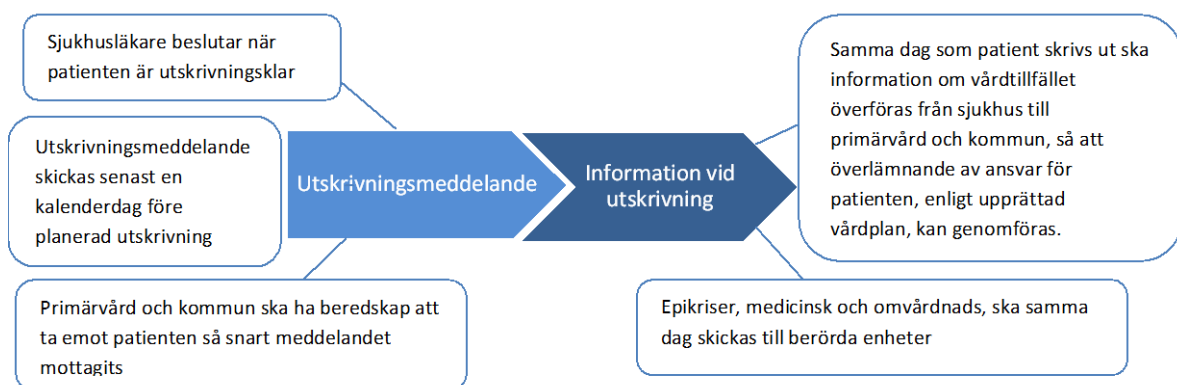 Sjukhusläkare beslutar när
patienten är utskrivningsklar
Utskrivningsmeddelande
skickas senast en
kalenderdag före
planerad utskrivning
Primärvård och kommun ska ha beredskap att
ta emot patienten så snart meddelandet
mottagits
Utskrivningsmeddelande
Information vid
utskrivning
Samma dag som patient skrivs ut ska
information om vårdtillfället
överföras från sjukhus till
primärvård och kommun, så att
överlämnande av ansvar för
patienten, enligt upprättad
vårdplan, kan genomföras.
Epikriser, medicinsk och omvårdnads, ska samma
dag skickas till berörda enheter